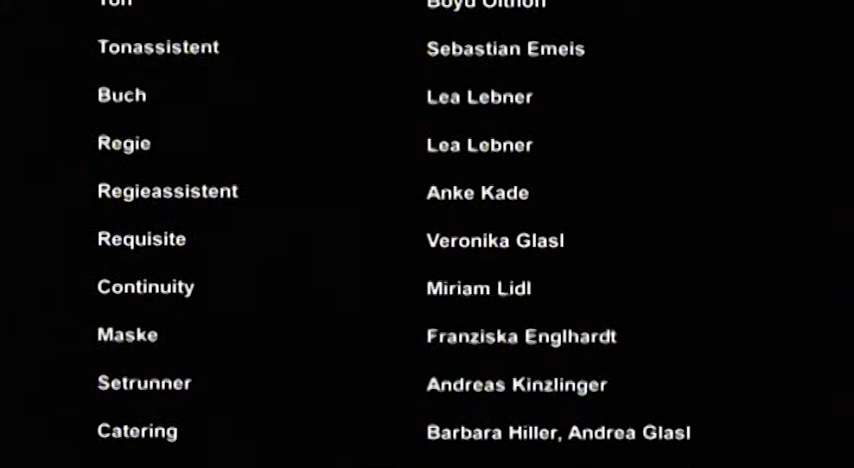 Ton
Tonassistent Sebastian Emeis
Buch Lea Lebner
Regie Lea Lebner
Regieassistent Anke Kade
Requisite Veronika Glasl
Continuity Miriam Lidl
Maske Franziska Englhardt
Setrunner Andreas Kinzlinger
Catering Barbara Hiller, Andrea Glasl